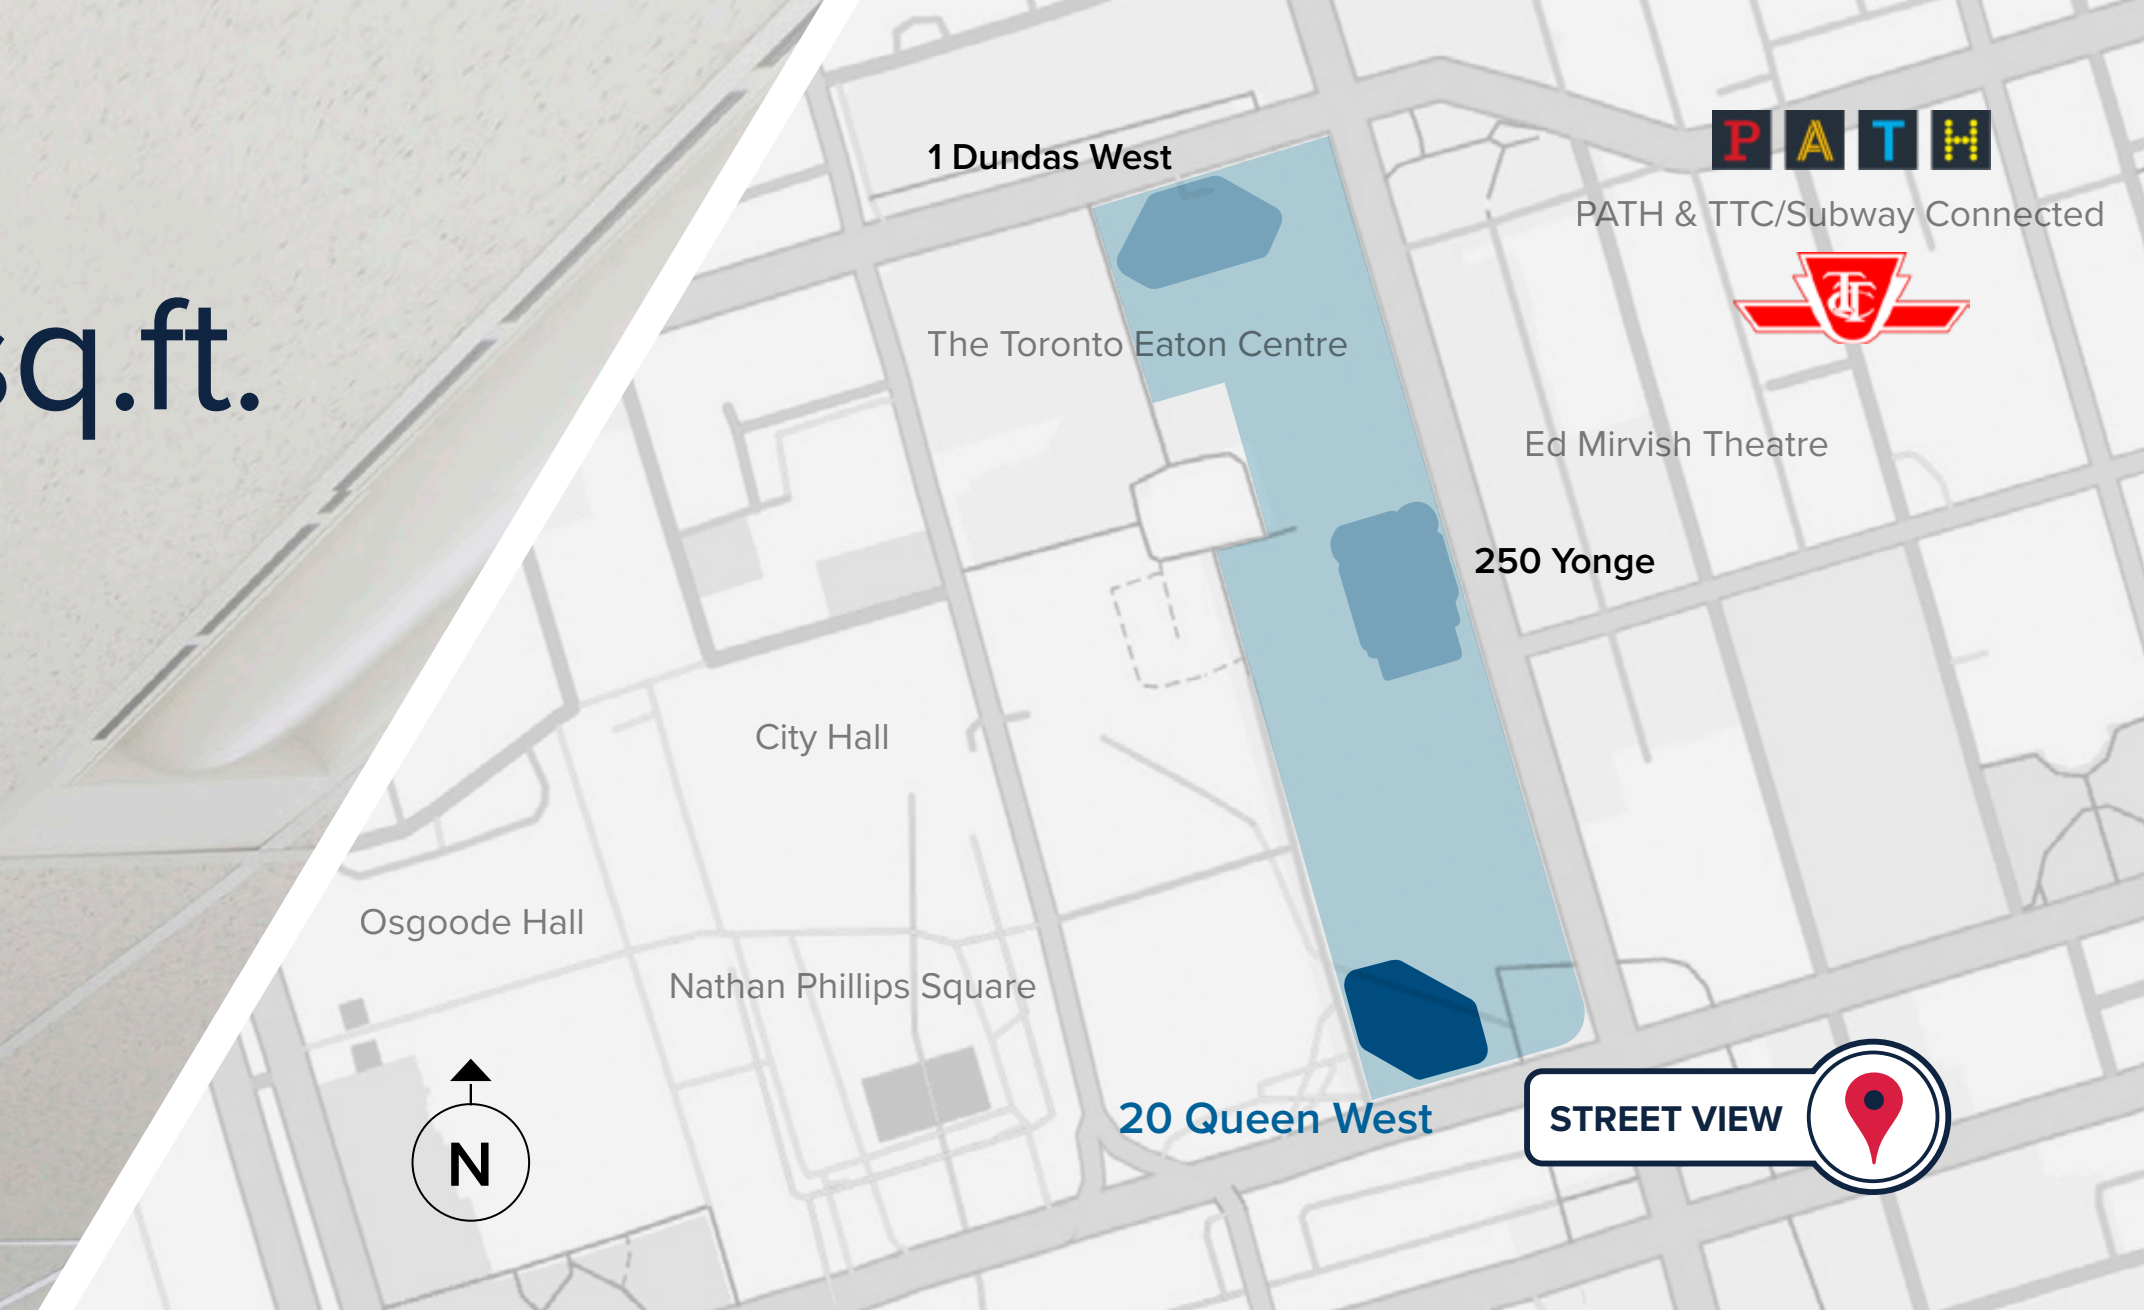 sq.ft.
1 Dundas West
P A T H
PATH & TTC/Subway Connected
TTC
The Toronto Eaton Centre
Ed Mirvish Theatre
250 Yonge
City Hall
Osgoode Hall
Nathan Phillips Square
20 Queen West
STREET VIEW
N